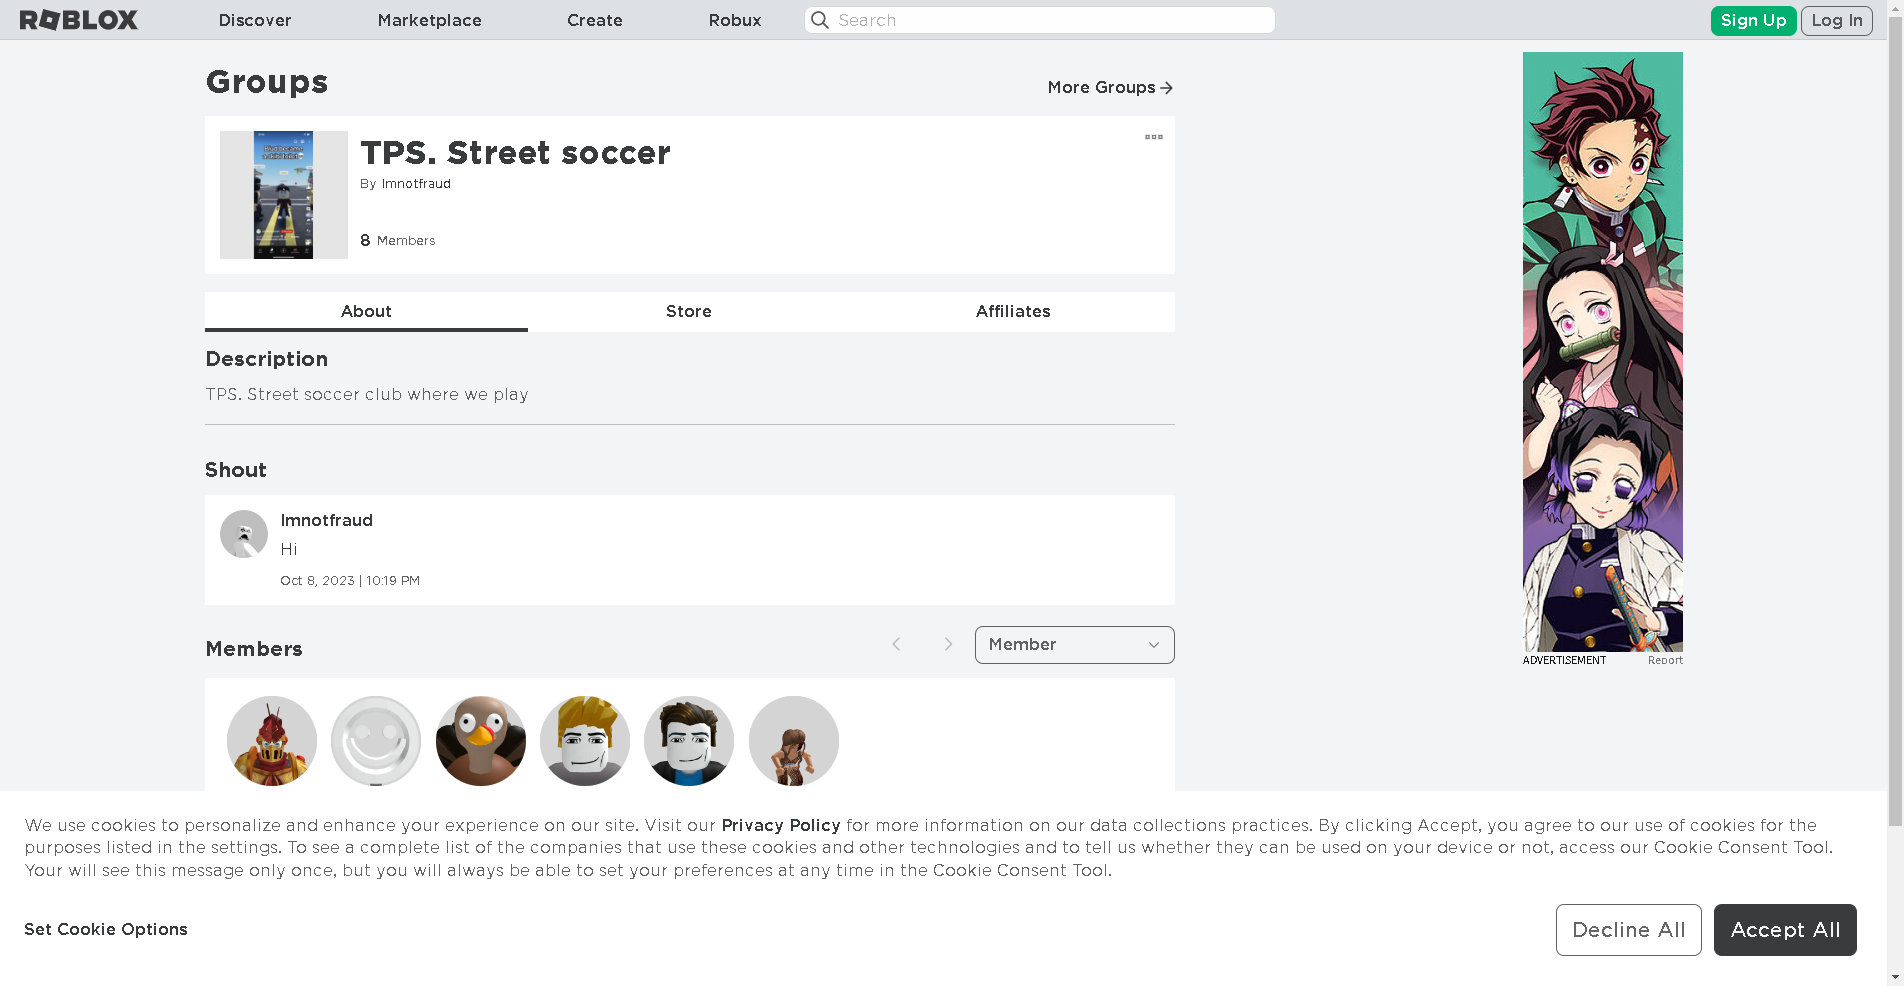 ROBLOX
Discover
Marketplace
Create
Robux
Search
Sign Up
Log In
Groups
More Groups
TPS. Street soccer
By Imnotfraud
8 Members
About
Store
Affiliates
Description
TPS. Street soccer club where we play
Shout
Imnotfraud
Hi
Oct 8, 2023 | 10:19 PM
Members
Member
ADVERTISEMENT
Report
We use cookies to personalize and enhance your experience on our site. Visit our Privacy Policy for more information on our data collections practices. By clicking Accept, you agree to our use of cookies for the
purposes listed in the settings. To see a complete list of the companies that use these cookies and other technologies and to tell us whether they can be used on your device or not, access our Cookie Consent Tool.
Your will see this message only once, but you will always be able to set your preferences at any time in the Cookie Consent Tool.
Set Cookie Options
Decline All
Accept All